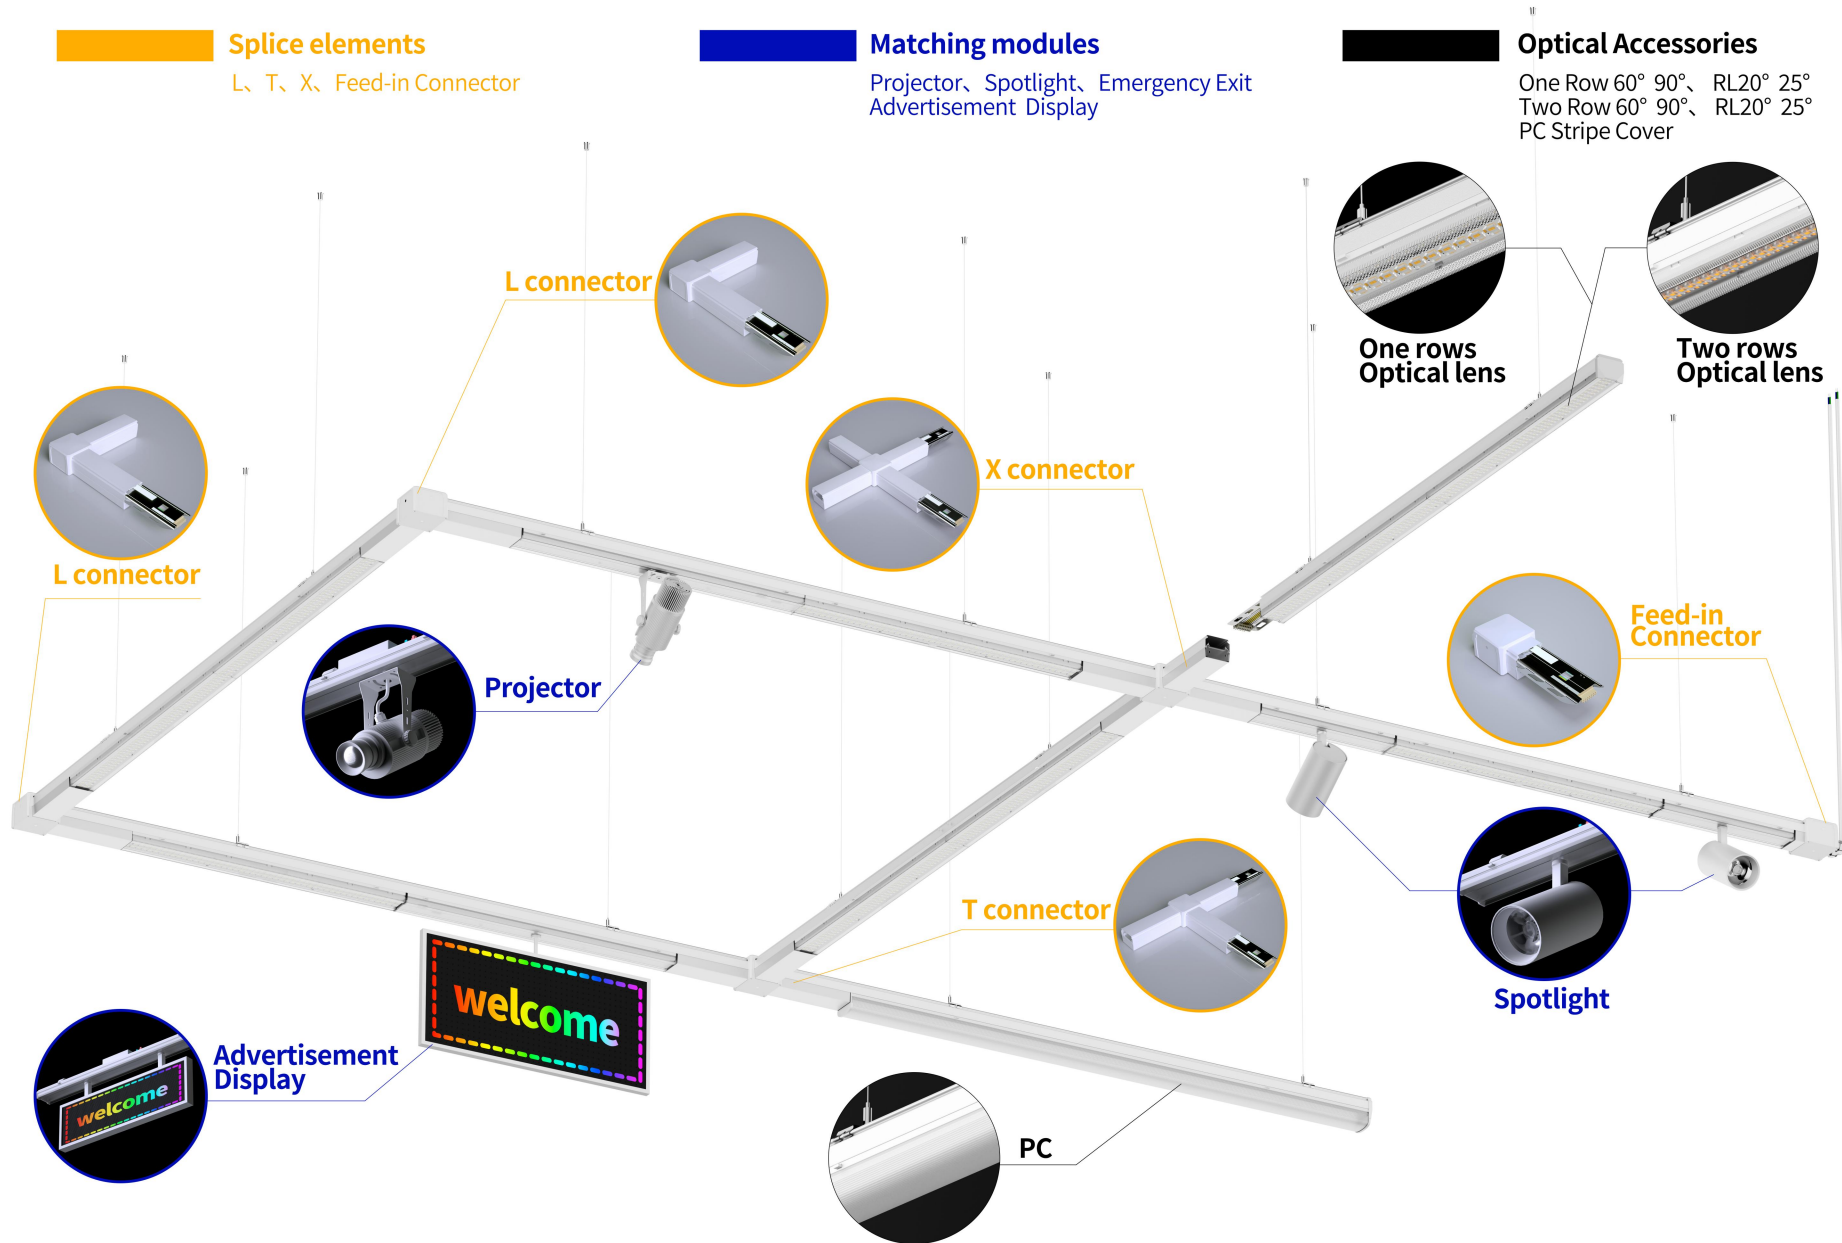 Splice elements
L、T、X、Feed-in Connector
Matching modules
Projector、Spotlight、Emergency Exit
Advertisement Display
Optical Accessories
One Row 60° 90°、 RL20° 25°
Two Row 60° 90°、 RL20° 25°
PC Stripe Cover
L connector
One rows
Optical lens
Two rows
Optical lens
X connector
L connector
Feed-in
Connector
Projector
T connector
welcome
Spotlight
Advertisement
Display
welcome
PC